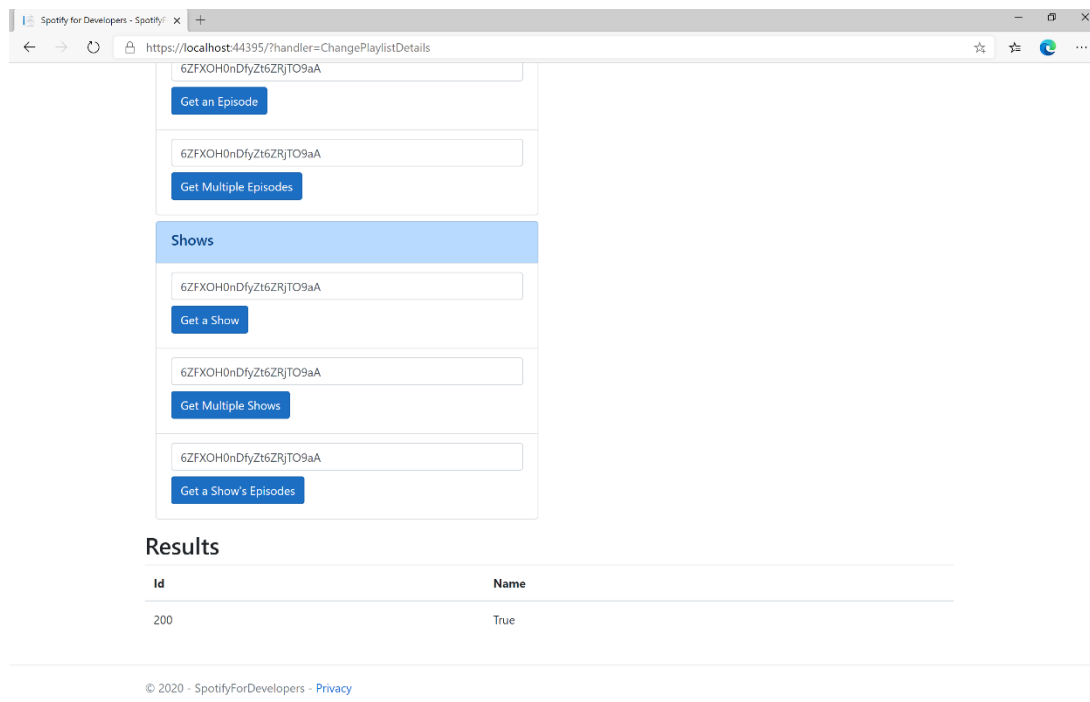 Spotify for Developers - Spotify
https://localhost:44395/?handler=ChangePlaylistDetails
6ZFXOH0nDfyZt6ZRjTO9aA
Get an Episode
6ZFXOH0nDfyZt6ZRjTO9aA
Get Multiple Episodes
Shows
6ZFXOH0nDfyZt6ZRjTO9aA
Get a Show
6ZFXOH0nDfyZt6ZRjTO9aA
Get Multiple Shows
6ZFXOH0nDfyZt6ZRjTO9aA
Get a Show's Episodes
Results
Id Name
200 True
© 2020 - SpotifyForDevelopers - Privacy